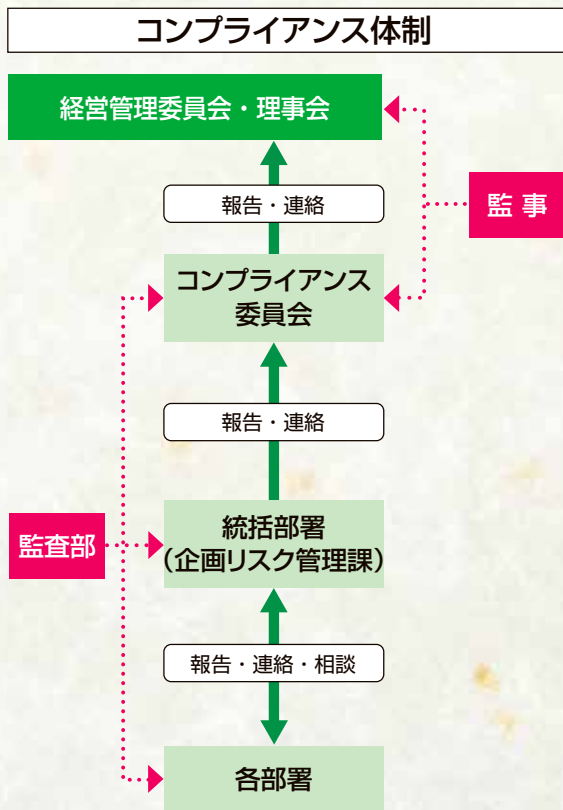 コンプライアンス体制
経営管理委員会・理事会
報告・連絡
監 事
コンプライアンス
委員会
報告・連絡
統括部署
(企画リスク管理課)
監査部
報告・連絡・相談
各部署